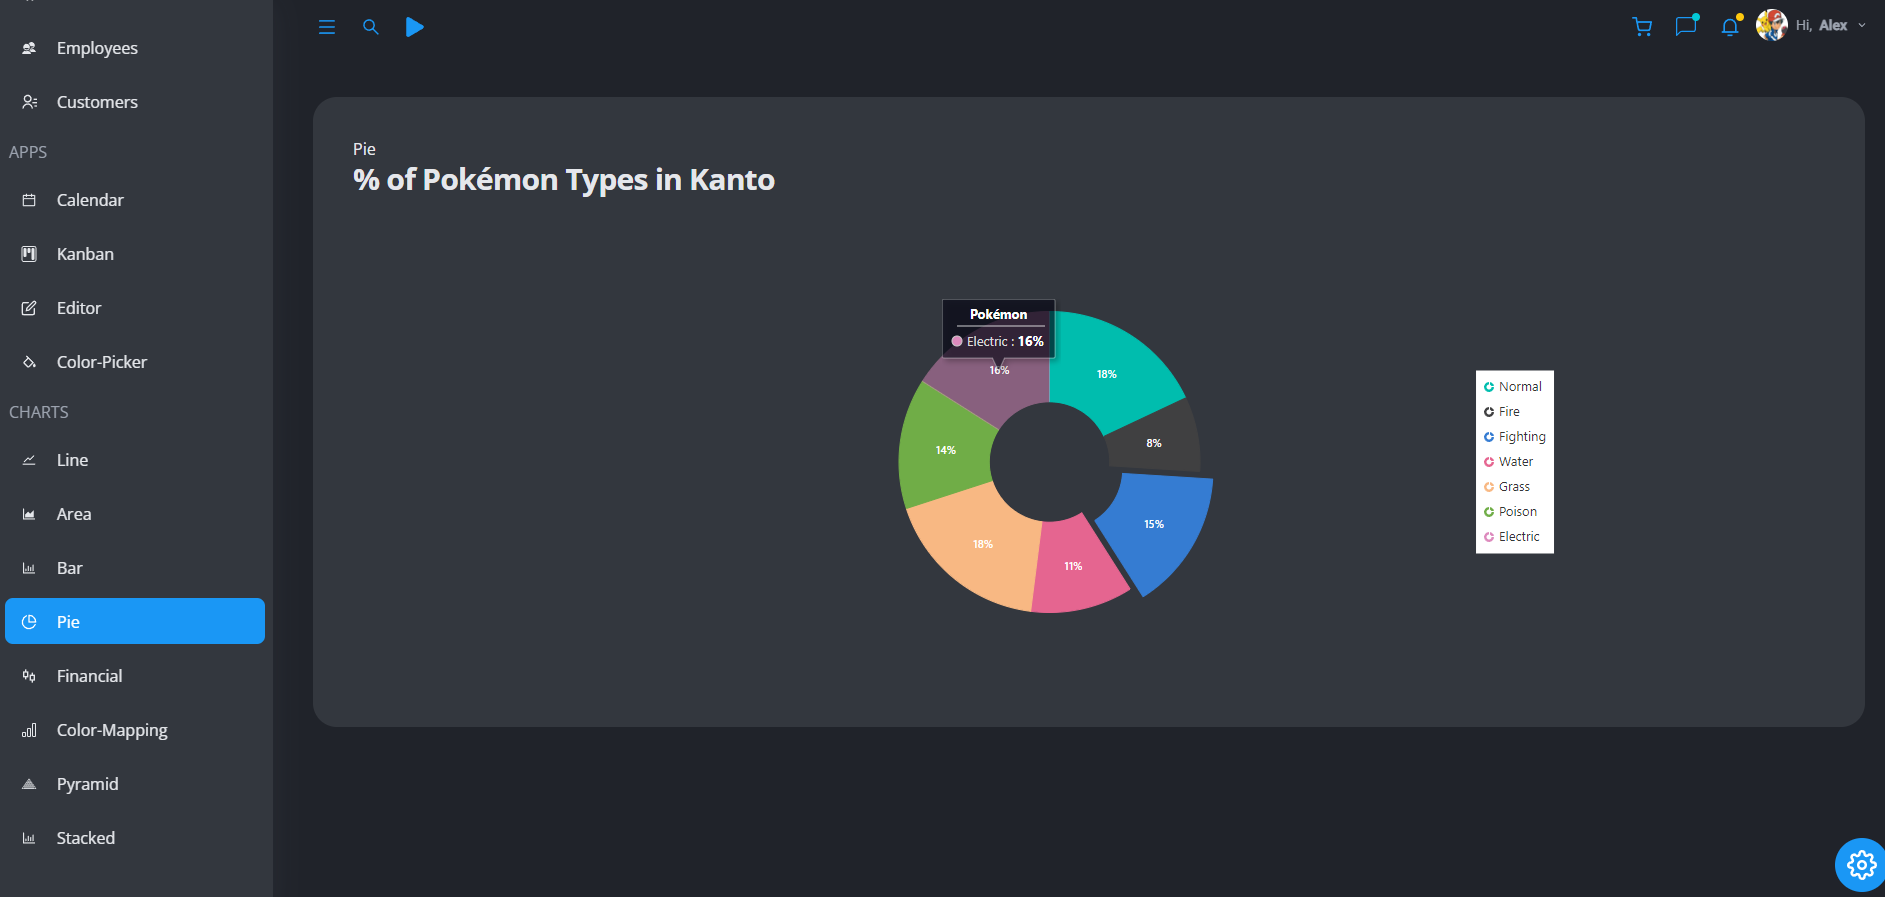 Employees
Customers
APPS
Calendar
Kanban
Editor
Color-Picker
CHARTS
Line
Area
Bar
Pie
Financial
Color-Mapping
Pyramid
Stacked
Hi, Alex
Pie
% of Pokémon Types in Kanto
Pokémon
Electric : 16%
16%
18%
8%
15%
11%
18%
14%
Normal
Fire
Fighting
Water
Grass
Poison
Electric